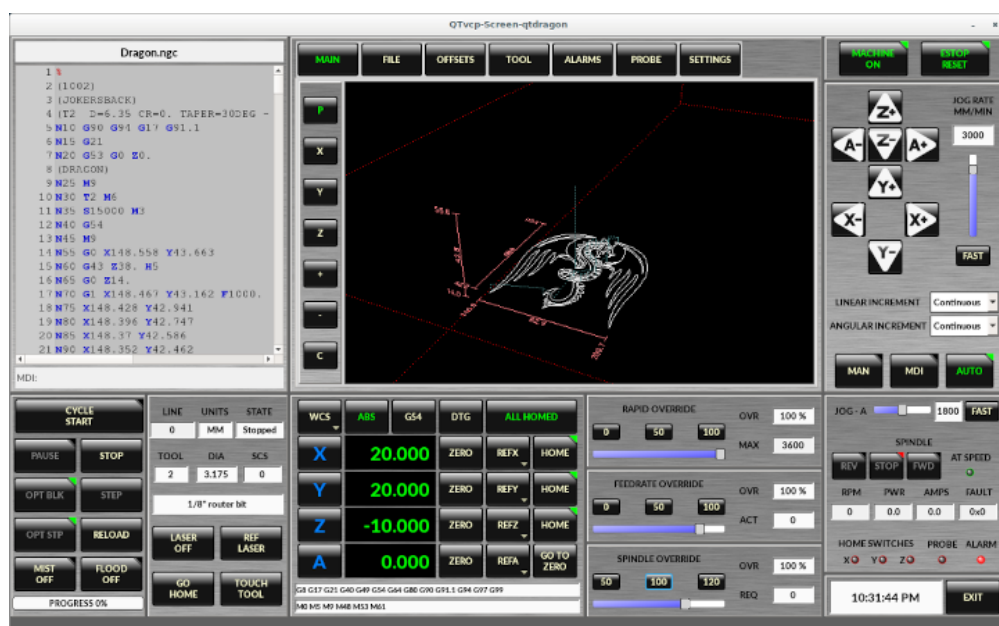 QTvcp-Screen-qtdragon
Dragon.ngc
1 %
2 (1002)
3 (JOKERSBACK)
4 (T2 D=6.35 CR=0. TAPER=30DEG -
5 N10 G90 G94 G17 G91.1
6 N15 G21
7 N20 G53 G0 Z0.
8 (DRAGON)
9 N25 M9
10 N30 T2 M6
11 N35 S15000 M3
12 N40 G54
13 N45 M9
14 N55 G0 X148.558 Y43.663
15 N60 G43 Z38. H5
16 N65 G0 Z14.
17 N70 G1 X148.467 Y43.162 F1000.
18 N75 X148.428 Y42.941
19 N80 X148.396 Y42.747
20 N85 X148.37 Y42.586
21 N90 X148.352 Y42.462
MDI:
MAIN FILE OFFSETS TOOL ALARMS PROBE SETTINGS
P
X
Y
Z
+
-
C
MACHINE ON
ESTOP RESET
JOG RATE
MM/MIN
3000
Z+
A- Z- A+
Y+
X- X+
Y-
FAST
LINEAR INCREMENT Continuous
ANGULAR INCREMENT Continuous
MAN MDI AUTO
CYCLE START
PAUSE STOP
OPT BLK STEP
OPT STP RELOAD
MIST OFF FLOOD OFF
PROGRESS 0%
LINE UNITS STATE
0 MM Stopped
TOOL DIA SCS
2 3.175 0
1/8" router bit
LASER OFF REF LASER
GO HOME TOUCH TOOL
WCS ABS G54 DTG ALL HOMED
X 20.000 ZERO REFX HOME
Y 20.000 ZERO REFY HOME
Z -10.000 ZERO REFZ HOME
A 0.000 ZERO REFA GO TO ZERO
G8 G17 G21 G40 G49 G54 G64 G80 G90 G91.1 G94 G97 G99
M0 M5 M9 M48 M53 M61
RAPID OVERRIDE OVR 100 %
0 50 100 MAX 3600
FEEDRATE OVERRIDE OVR 100 %
0 50 100 ACT 0
SPINDLE OVERRIDE OVR 100 %
50 100 120 REQ 0
JOG - A 1800 FAST
SPINDLE
REV STOP FWD AT SPEED
RPM PWR AMPS FAULT
0 0.0 0.0 0x0
HOME SWITCHES PROBE ALARM
X Y Z
10:31:44 PM EXIT